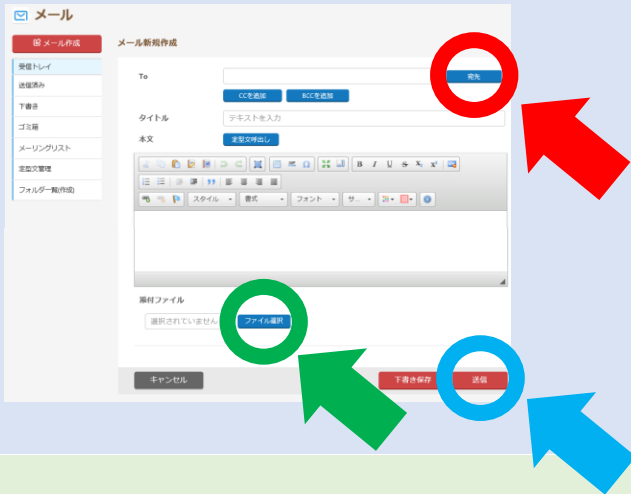 メール
メール作成
受信トレイ
送信済み
下書き
ゴミ箱
メーリングリスト
定型文管理
フォルダ一覧(作成)
メール新規作成
To
宛先
CCを追加
BCCを追加
タイトル
テキストを入力
本文
定型文呼出し
B I U S X₂ X²
スタイル
書式
フォント
サ...
添付ファイル
選択されていません
ファイル選択
キャンセル
下書き保存
送信